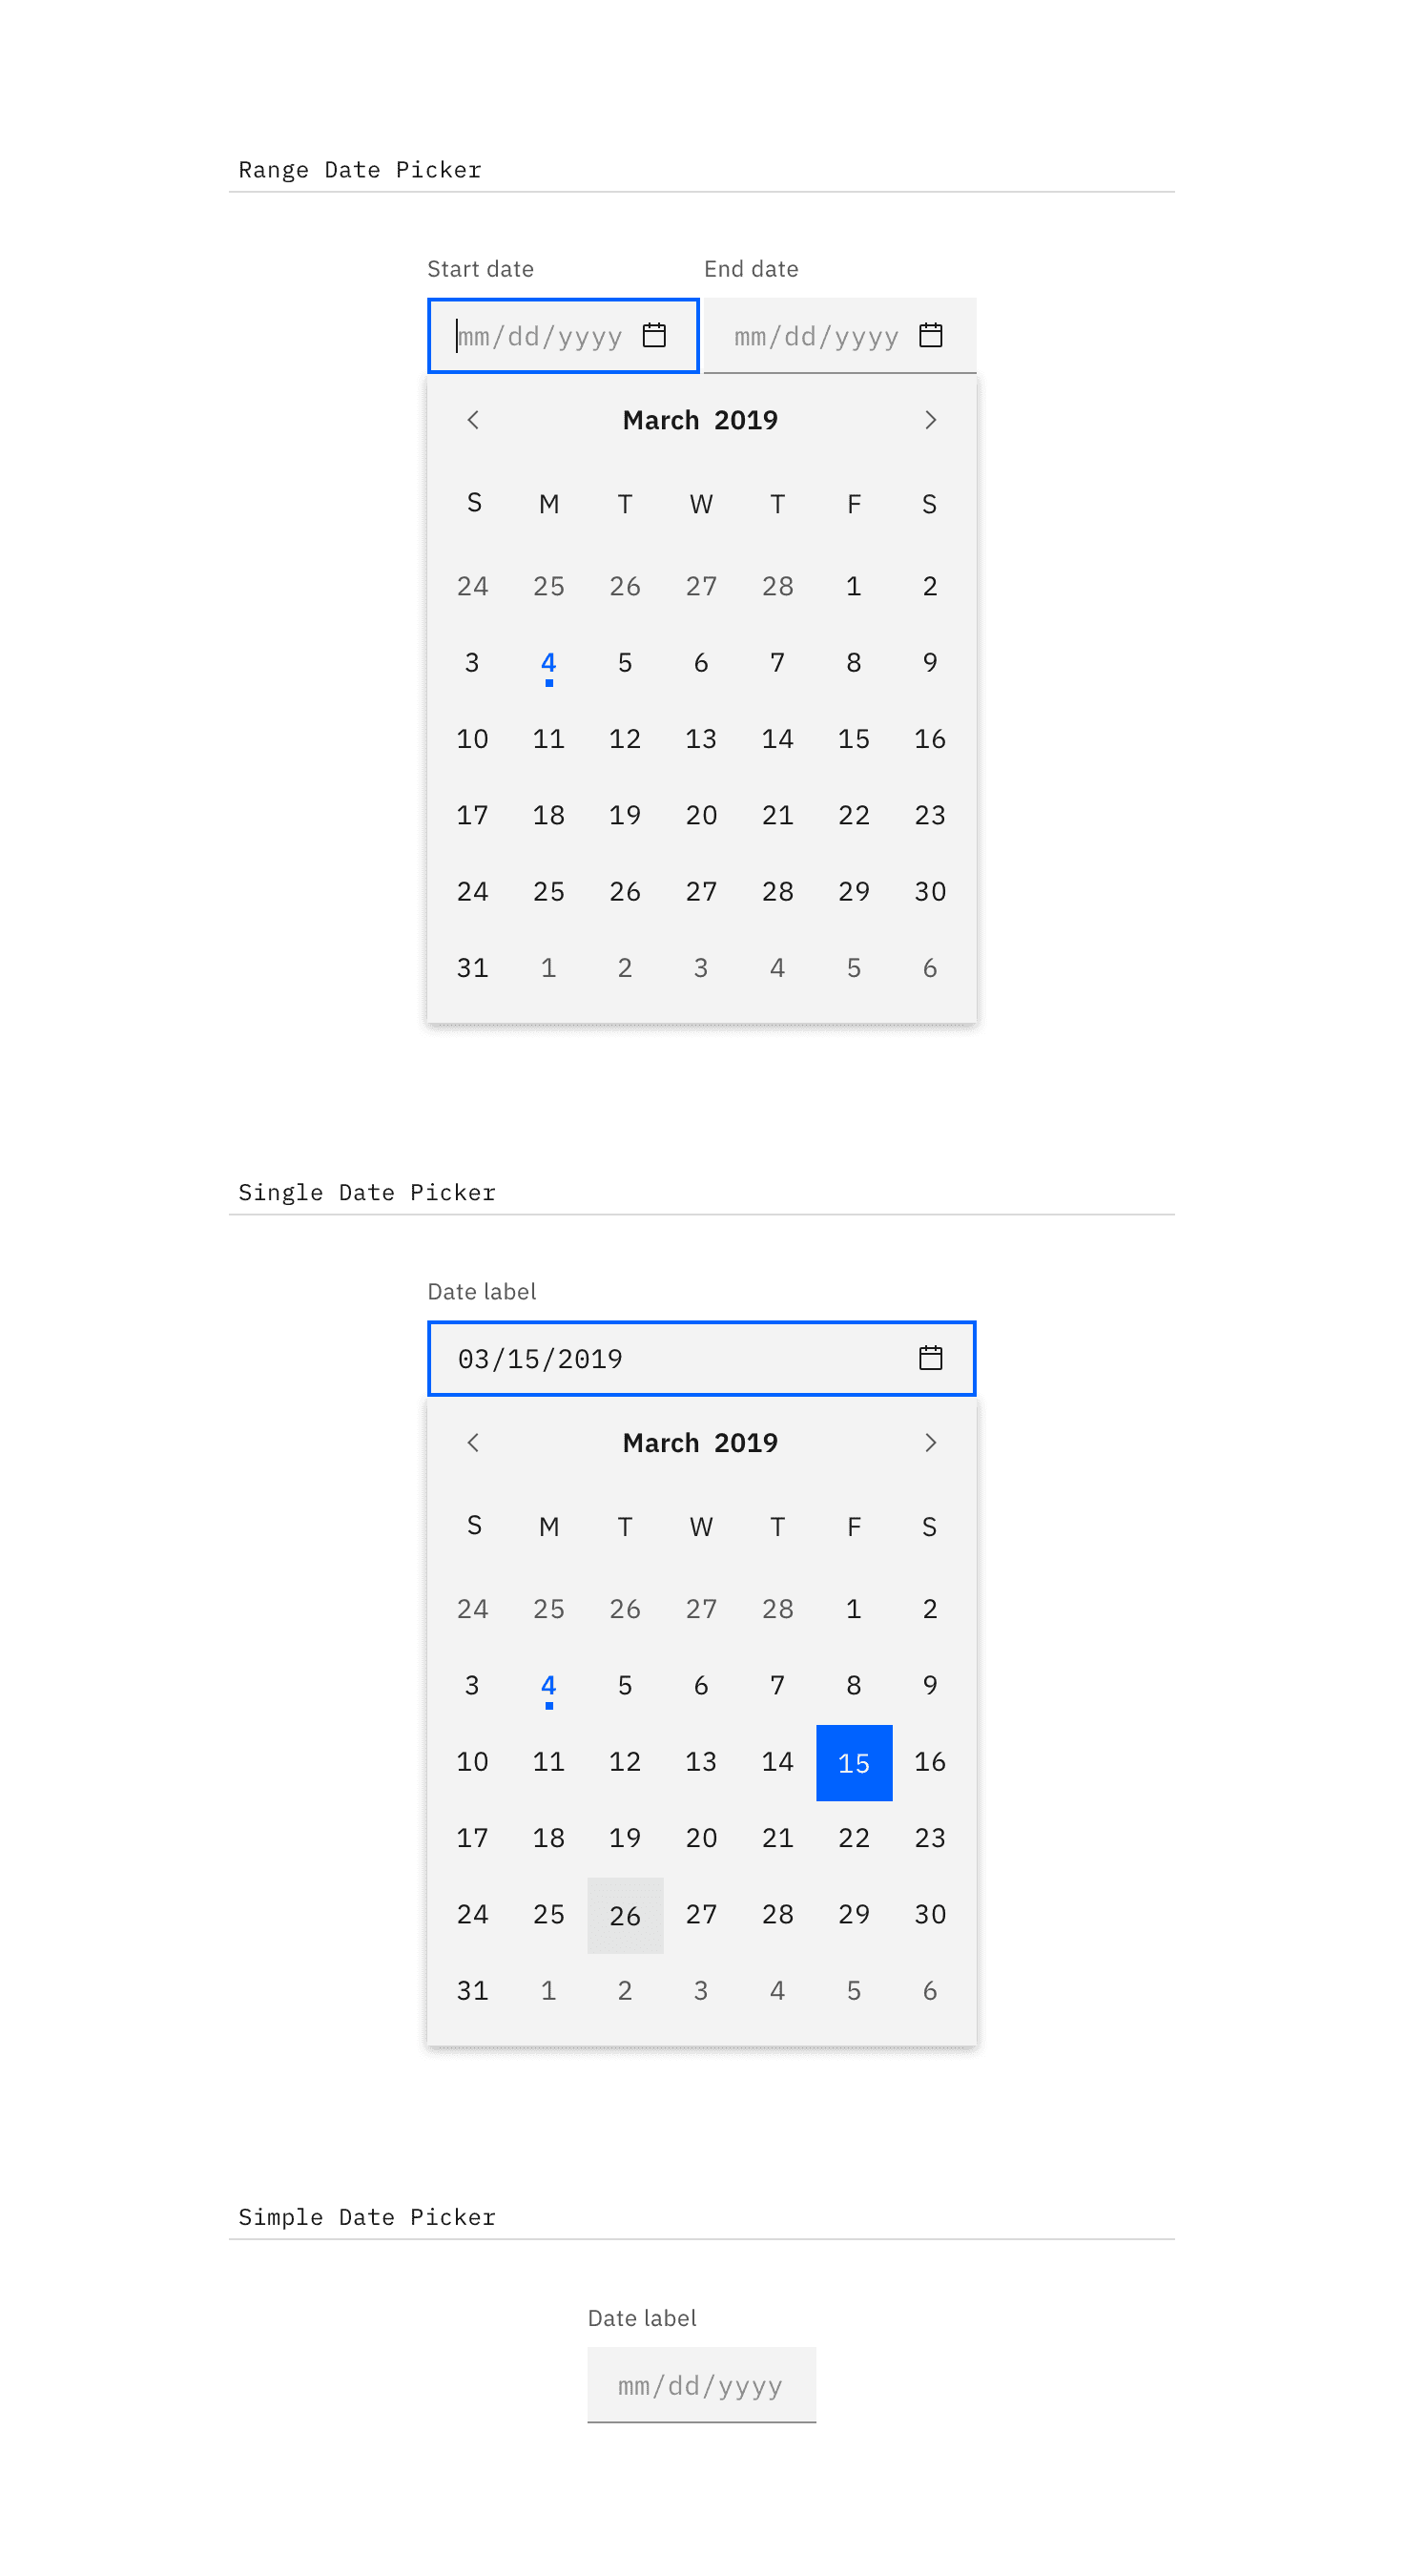 Range Date Picker
Start date End date
mm/dd/yyyy mm/dd/yyyy
March 2019
S M T W T F S
24 25 26 27 28 1 2
3 4 5 6 7 8 9
10 11 12 13 14 15 16
17 18 19 20 21 22 23
24 25 26 27 28 29 30
31 1 2 3 4 5 6
Single Date Picker
Date label
03/15/2019
March 2019
S M T W T F S
24 25 26 27 28 1 2
3 4 5 6 7 8 9
10 11 12 13 14 15 16
17 18 19 20 21 22 23
24 25 26 27 28 29 30
31 1 2 3 4 5 6
Simple Date Picker
Date label
mm/dd/yyyy